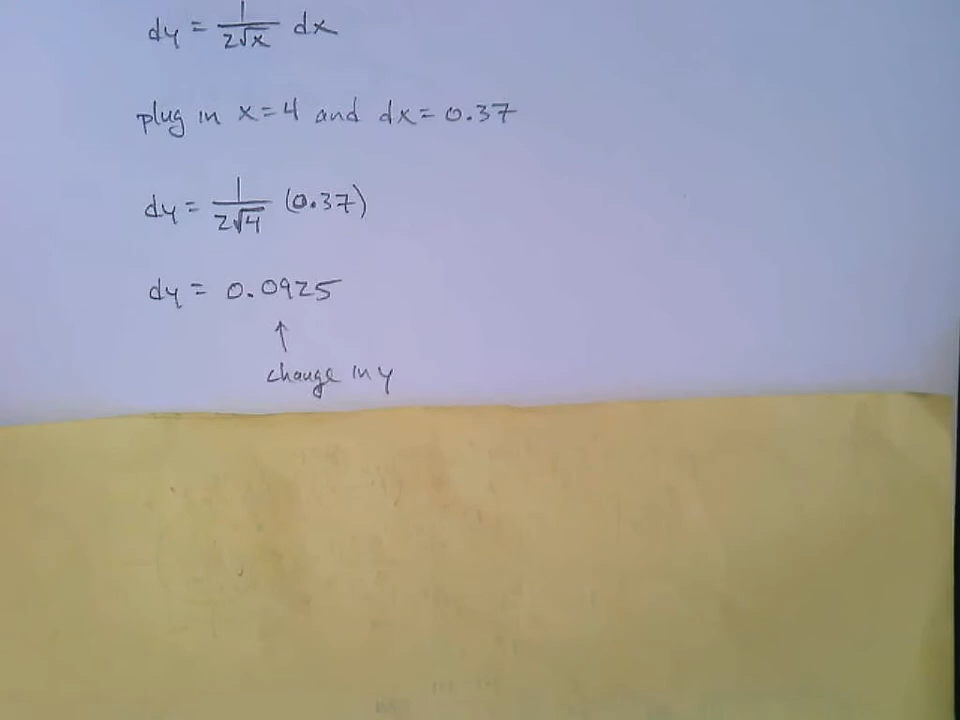 dy = 1/(2√x) dx
plug in x=4 and dx=0.37
dy = 1/(2√4) (0.37)
dy = 0.0925
↑
change in y